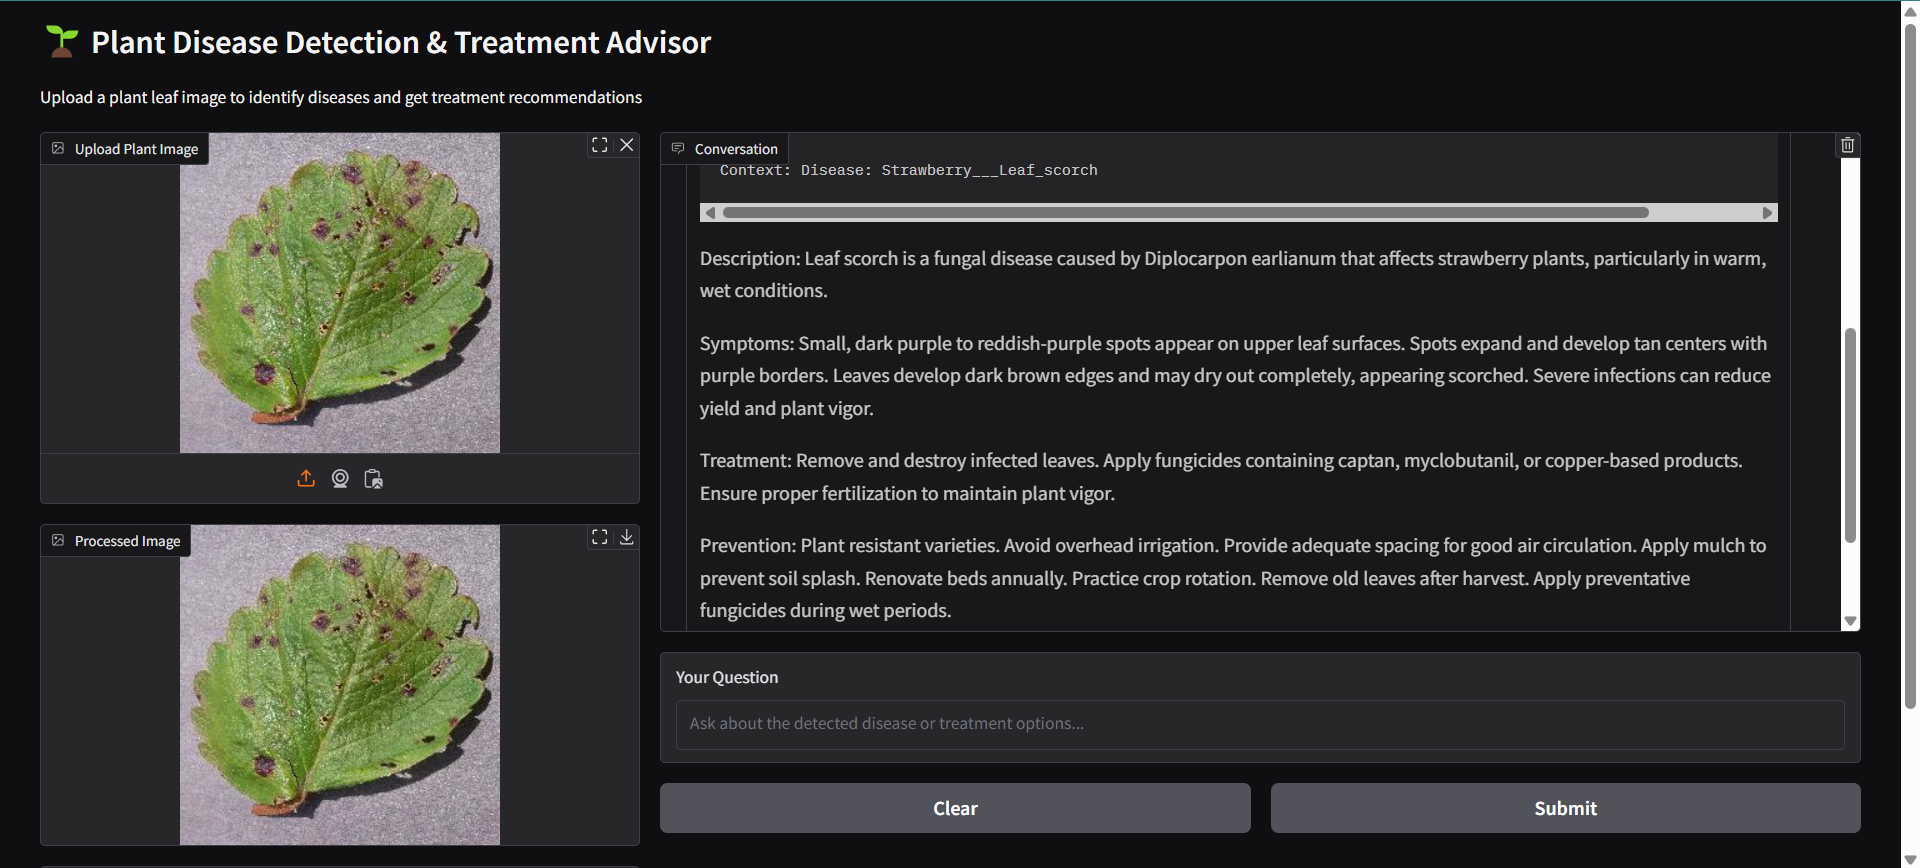 Plant Disease Detection & Treatment Advisor
Upload a plant leaf image to identify diseases and get treatment recommendations
Upload Plant Image
Processed Image
Conversation
Context: Disease: Strawberry___Leaf_scorch
Description: Leaf scorch is a fungal disease caused by Diplocarpon earlianum that affects strawberry plants, particularly in warm,
wet conditions.
Symptoms: Small, dark purple to reddish-purple spots appear on upper leaf surfaces. Spots expand and develop tan centers with
purple borders. Leaves develop dark brown edges and may dry out completely, appearing scorched. Severe infections can reduce
yield and plant vigor.
Treatment: Remove and destroy infected leaves. Apply fungicides containing captan, myclobutanil, or copper-based products.
Ensure proper fertilization to maintain plant vigor.
Prevention: Plant resistant varieties. Avoid overhead irrigation. Provide adequate spacing for good air circulation. Apply mulch to
prevent soil splash. Renovate beds annually. Practice crop rotation. Remove old leaves after harvest. Apply preventative
fungicides during wet periods.
Your Question
Ask about the detected disease or treatment options...
Clear
Submit